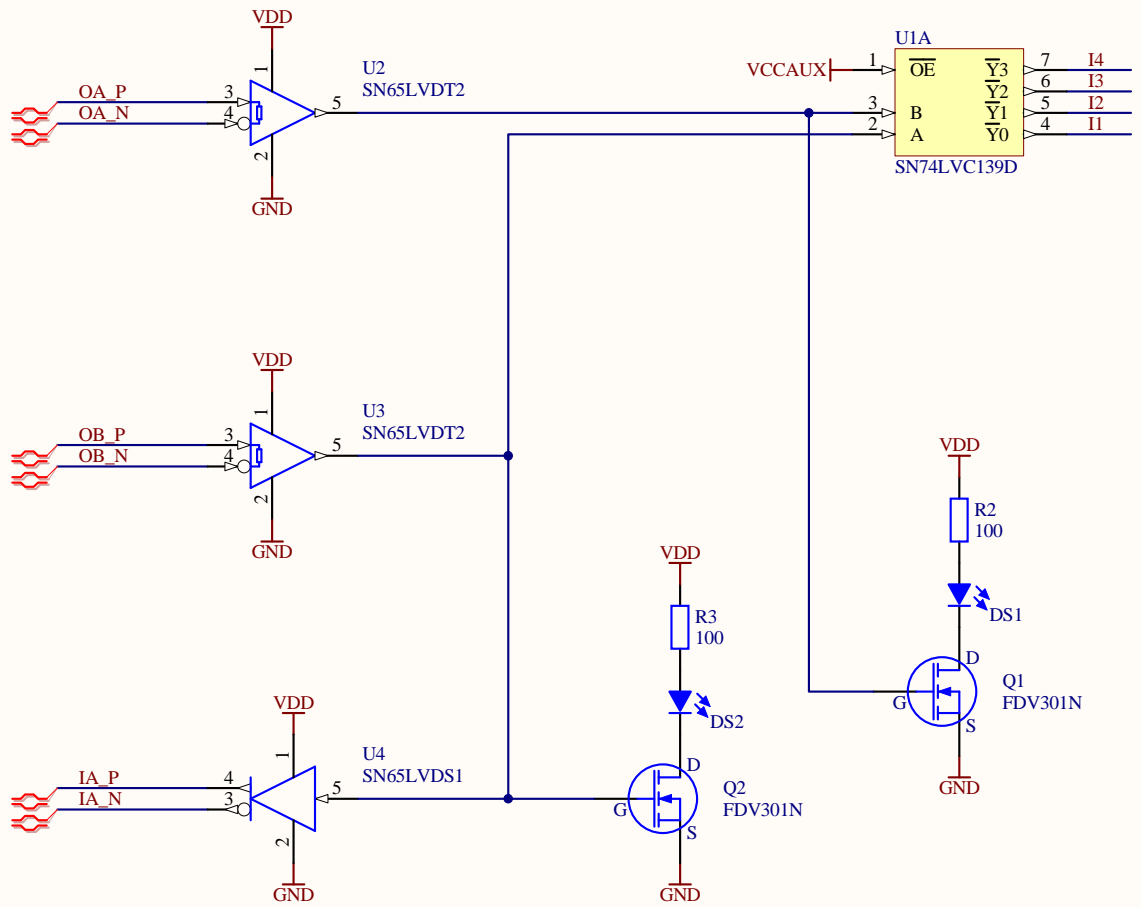 VDD
U2
SN65LVDT2
OA_P
OA_N
3
4
1
2
5
GND
U1A
VCCAUX
1
OE
3
B
2
A
Y3
7
I4
Y2
6
I3
Y1
5
I2
Y0
4
I1
SN74LVC139D
VDD
U3
SN65LVDT2
OB_P
OB_N
3
4
1
2
5
GND
VDD
R2
100
DS1
D
G
S
Q1
FDV301N
GND
VDD
R3
100
DS2
D
G
S
Q2
FDV301N
GND
VDD
U4
SN65LVDS1
IA_P
IA_N
4
3
1
2
5
GND